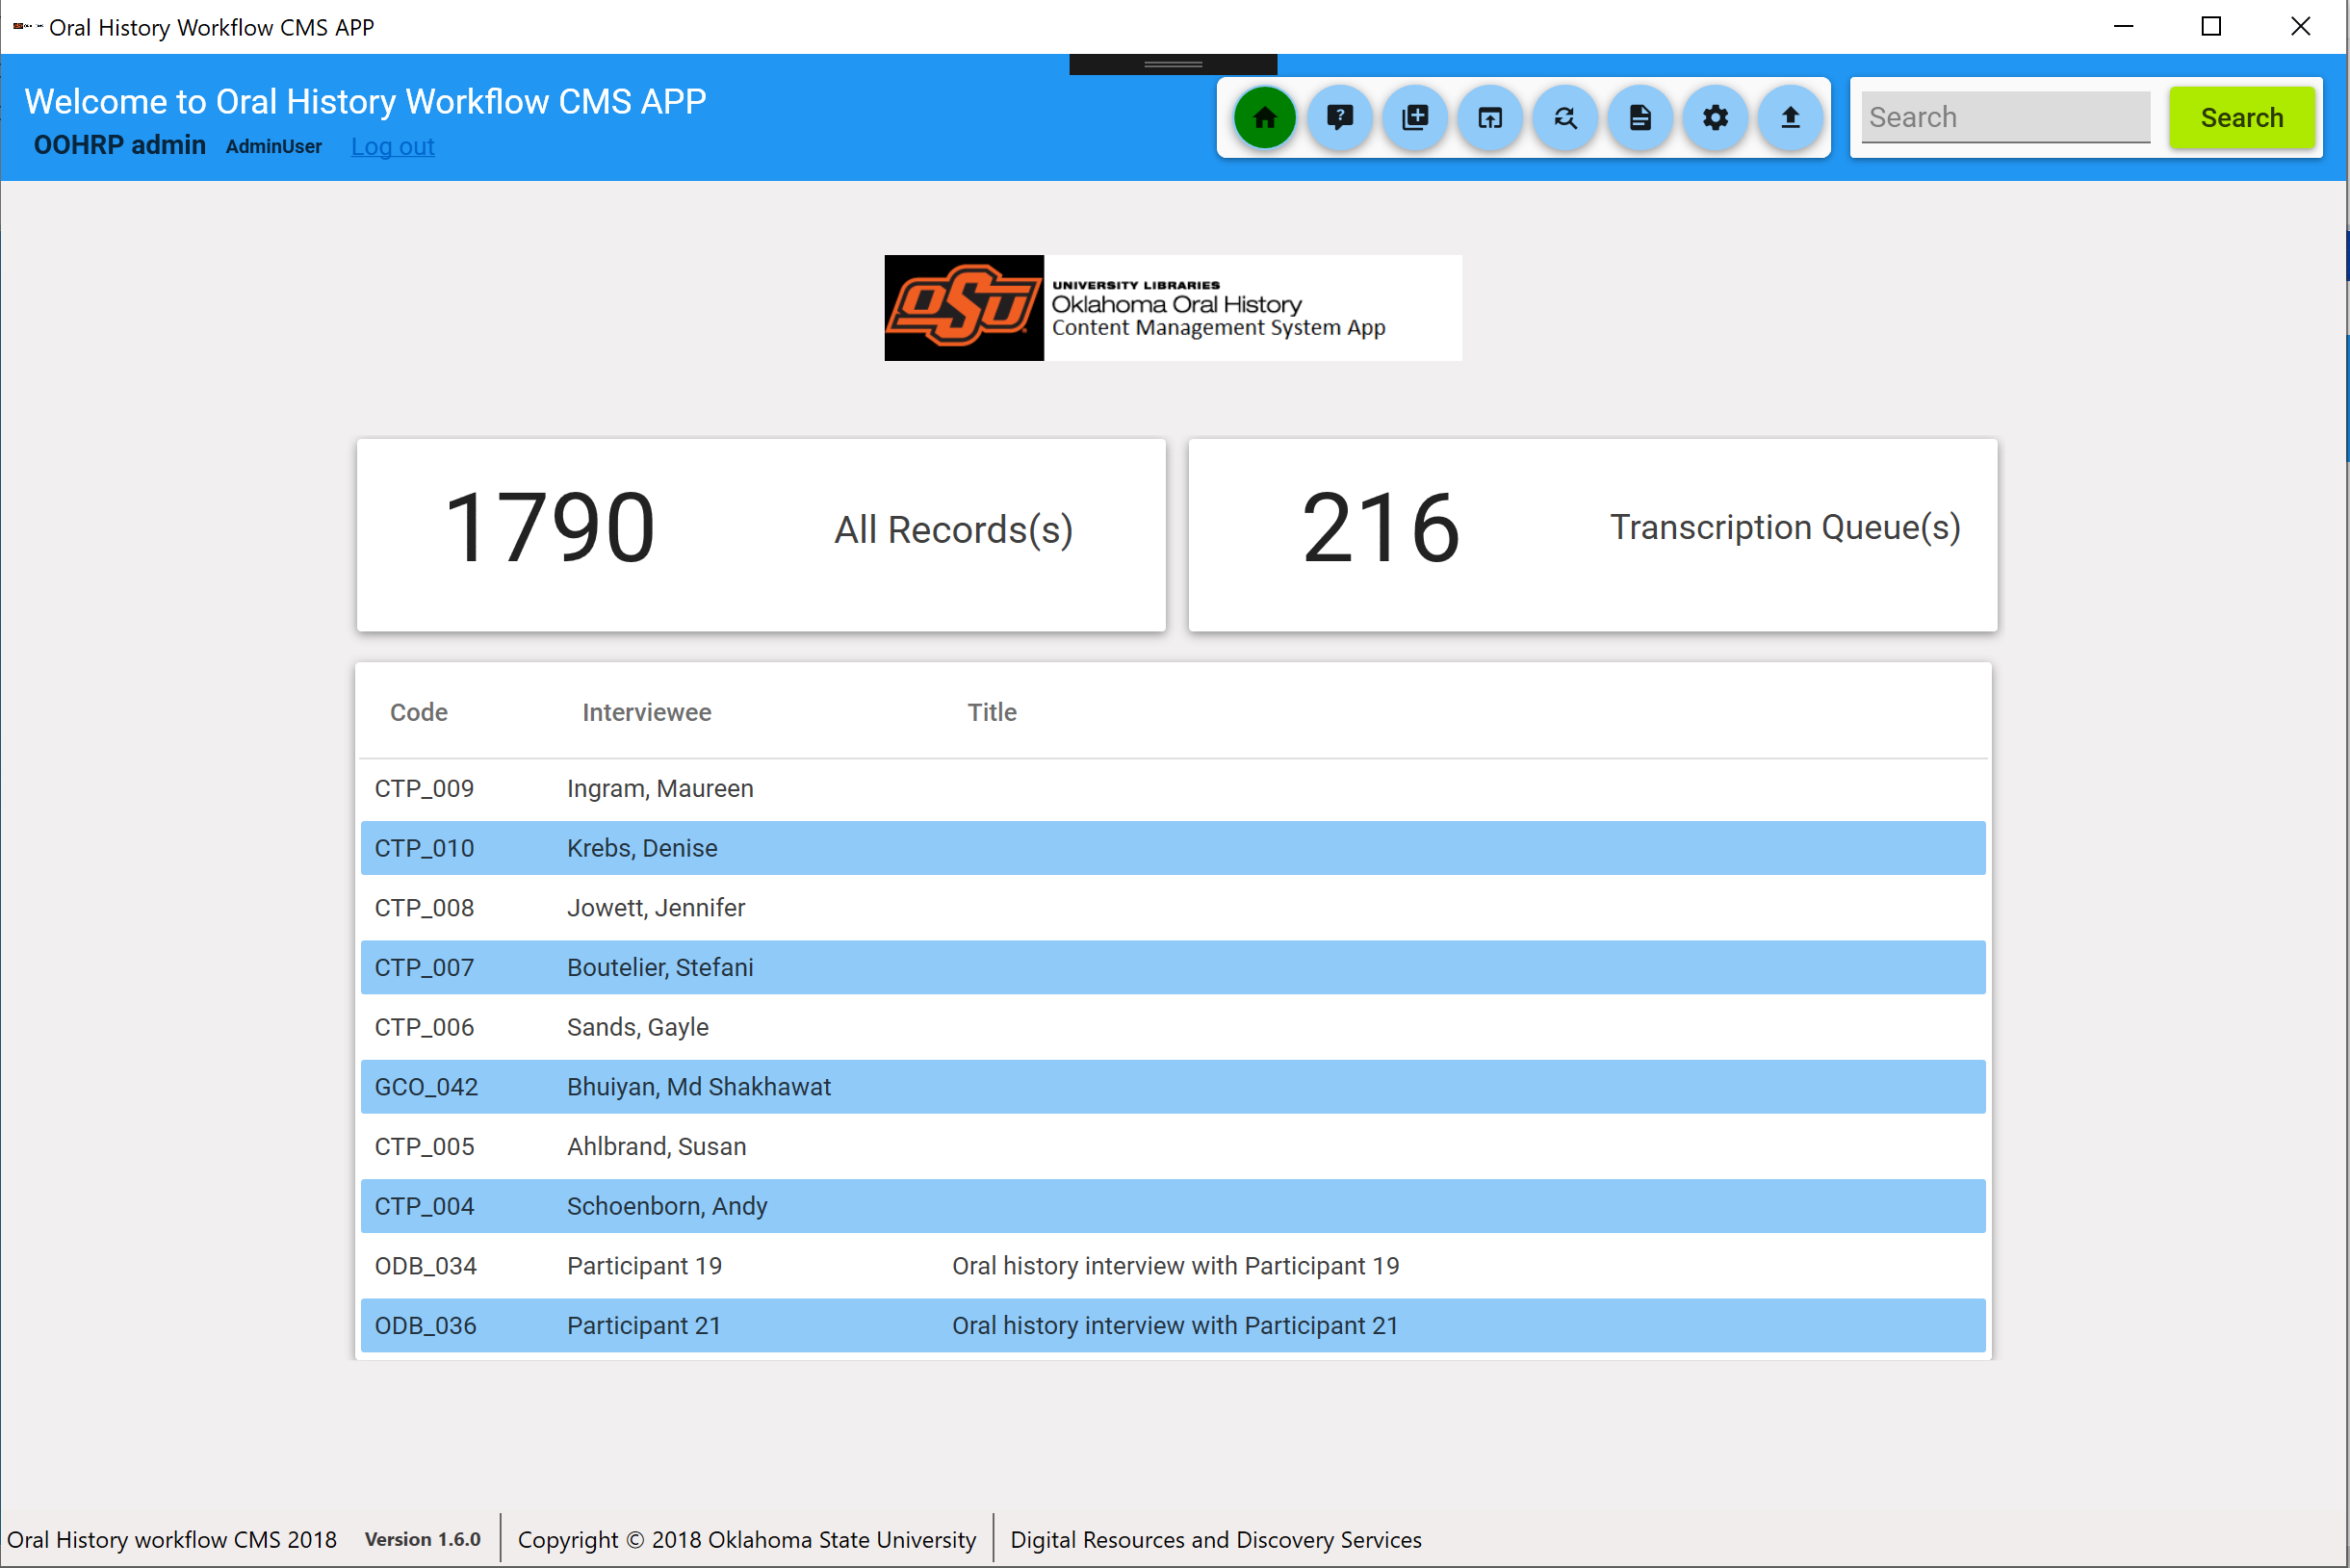 Oral History Workflow CMS APP
Welcome to Oral History Workflow CMS APP
OOHRP admin AdminUser Log out
Search Search
OSU
UNIVERSITY LIBRARIES
Oklahoma Oral History
Content Management System App
1790 All Records(s)
216 Transcription Queue(s)
Code Interviewee Title
CTP_009 Ingram, Maureen
CTP_010 Krebs, Denise
CTP_008 Jowett, Jennifer
CTP_007 Boutelier, Stefani
CTP_006 Sands, Gayle
GCO_042 Bhuiyan, Md Shakhawat
CTP_005 Ahlbrand, Susan
CTP_004 Schoenborn, Andy
ODB_034 Participant 19 Oral history interview with Participant 19
ODB_036 Participant 21 Oral history interview with Participant 21
Oral History workflow CMS 2018 Version 1.6.0 Copyright © 2018 Oklahoma State University Digital Resources and Discovery Services